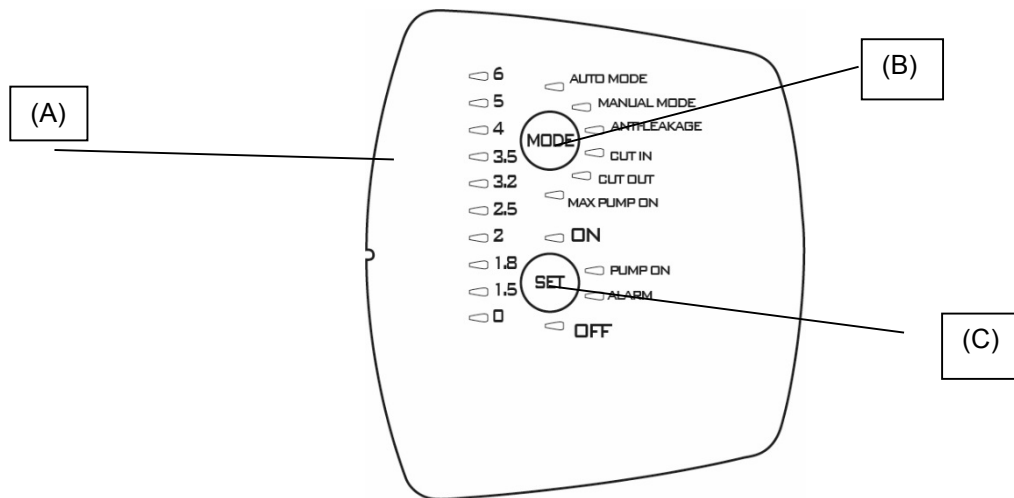 (A)
6
5
4
3.5
3.2
2.5
2
1.8
1.5
0
AUTO MODE
MANUAL MODE
ANTI-LEAKAGE
MODE
CUT IN
CUT OUT
MAX PUMP ON
ON
PUMP ON
SET
ALARM
OFF
(B)
(C)